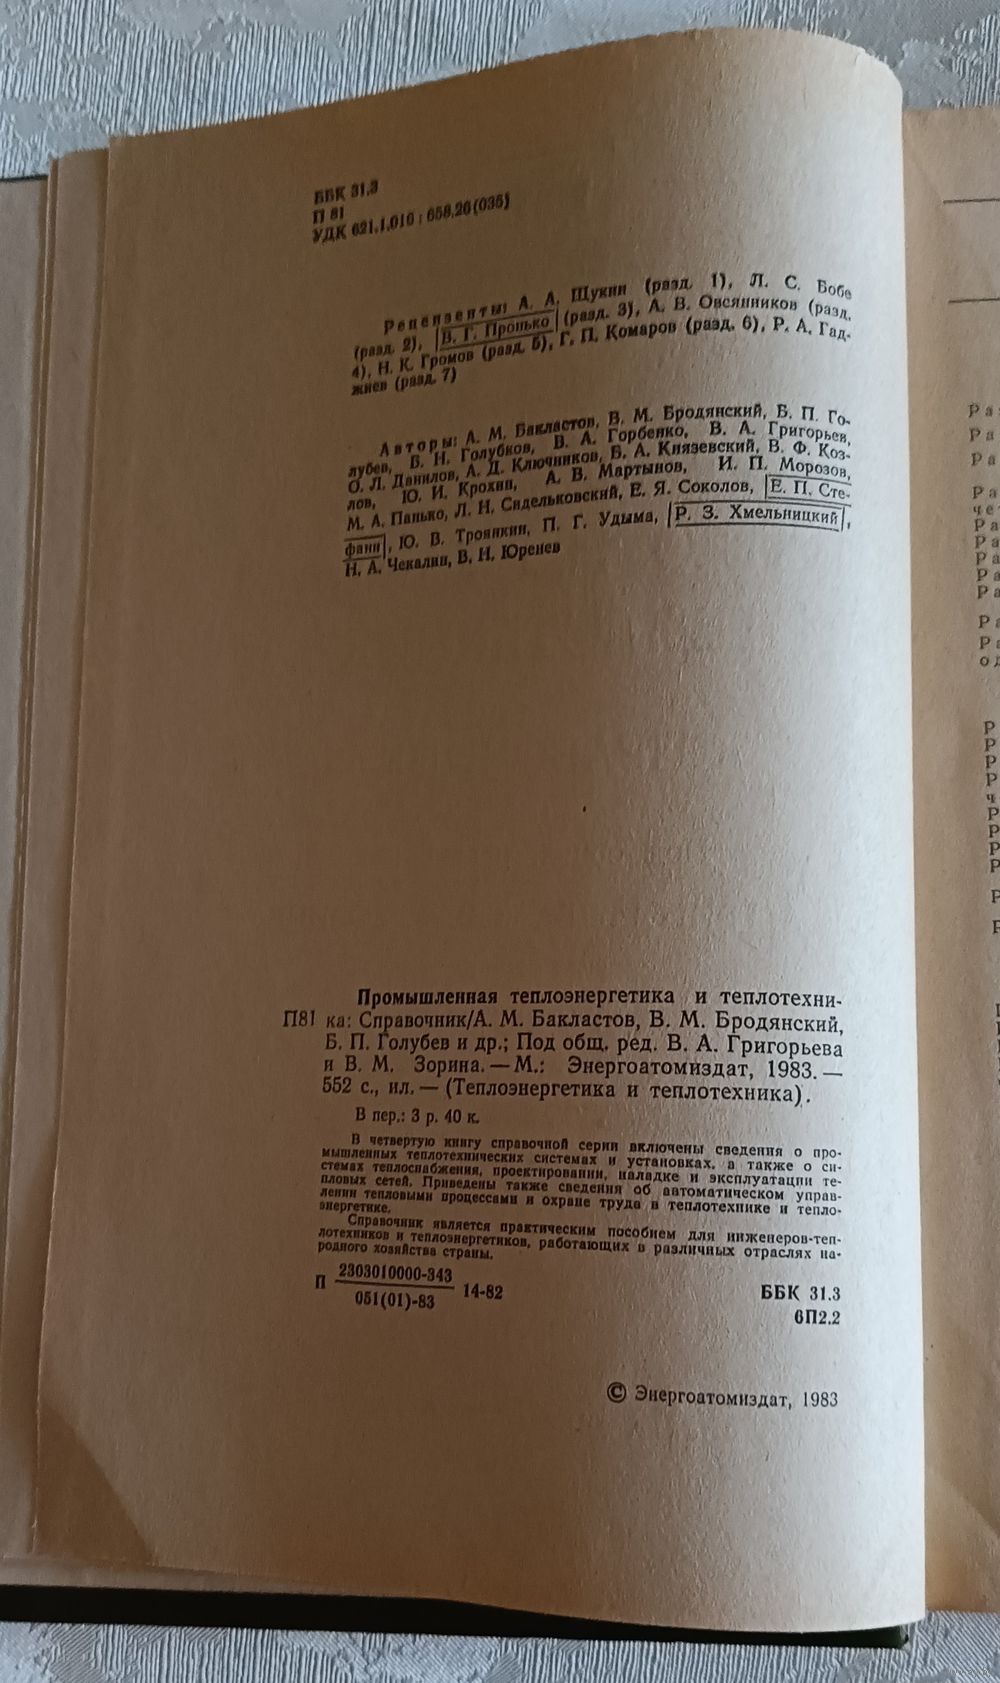 ББК 31.3
П 81
УДК 621.1.016 : 658.26(035)
Рецензенты: А. А. Щукин (разд. 1), Л. С. Бобе
(разд. 2), В. Г. Пронько (разд. 3), А. В. Овсянников (разд.
4), Н. К. Громов (разд. 5), Г. П. Комаров (разд. 6), Р. А. Гад-
жиев (разд. 7)
Авторы: А. М. Бакластов, В. М. Бродянский, Б. П. Го-
лубев, Б. Н. Голубков, В. А. Горбенко, В. А. Григорьев,
О. Л. Данилов, А. Д. Ключников, Б. А. Князевский, В. Ф. Коз-
лов, Ю. И. Крохин, А. В. Мартынов, И. П. Морозов,
М. А. Панько, Л. Н. Сидельковский, Е. Я. Соколов, Е. П. Сте-
фани, Ю. В. Троянкин, П. Г. Удыма, Р. З. Хмельницкий,
Н. А. Чекалин, В. Н. Юренев
Промышленная теплоэнергетика и теплотехни-
П81 ка: Справочник/А. М. Бакластов, В. М. Бродянский,
Б. П. Голубев и др.; Под общ. ред. В. А. Григорьева
и В. М. Зорина. — М.: Энергоатомиздат, 1983. —
552 с., ил. — (Теплоэнергетика и теплотехника).
В пер.: 3 р. 40 к.
В четвертую книгу справочной серии включены сведения о про-
мышленных теплотехнических системах и установках, а также о си-
стемах теплоснабжения, проектировании, наладке и эксплуатации те-
пловых сетей. Приведены также сведения об автоматическом управ-
лении тепловыми процессами и охране труда в теплотехнике и тепло-
энергетике.
Справочник является практическим пособием для инженеров-теп-
лотехников и теплоэнергетиков, работающих в различных отраслях на-
родного хозяйства страны.
П 2303010000-343 14-82
051(01)-83
ББК 31.3
6П2.2
© Энергоатомиздат, 1983